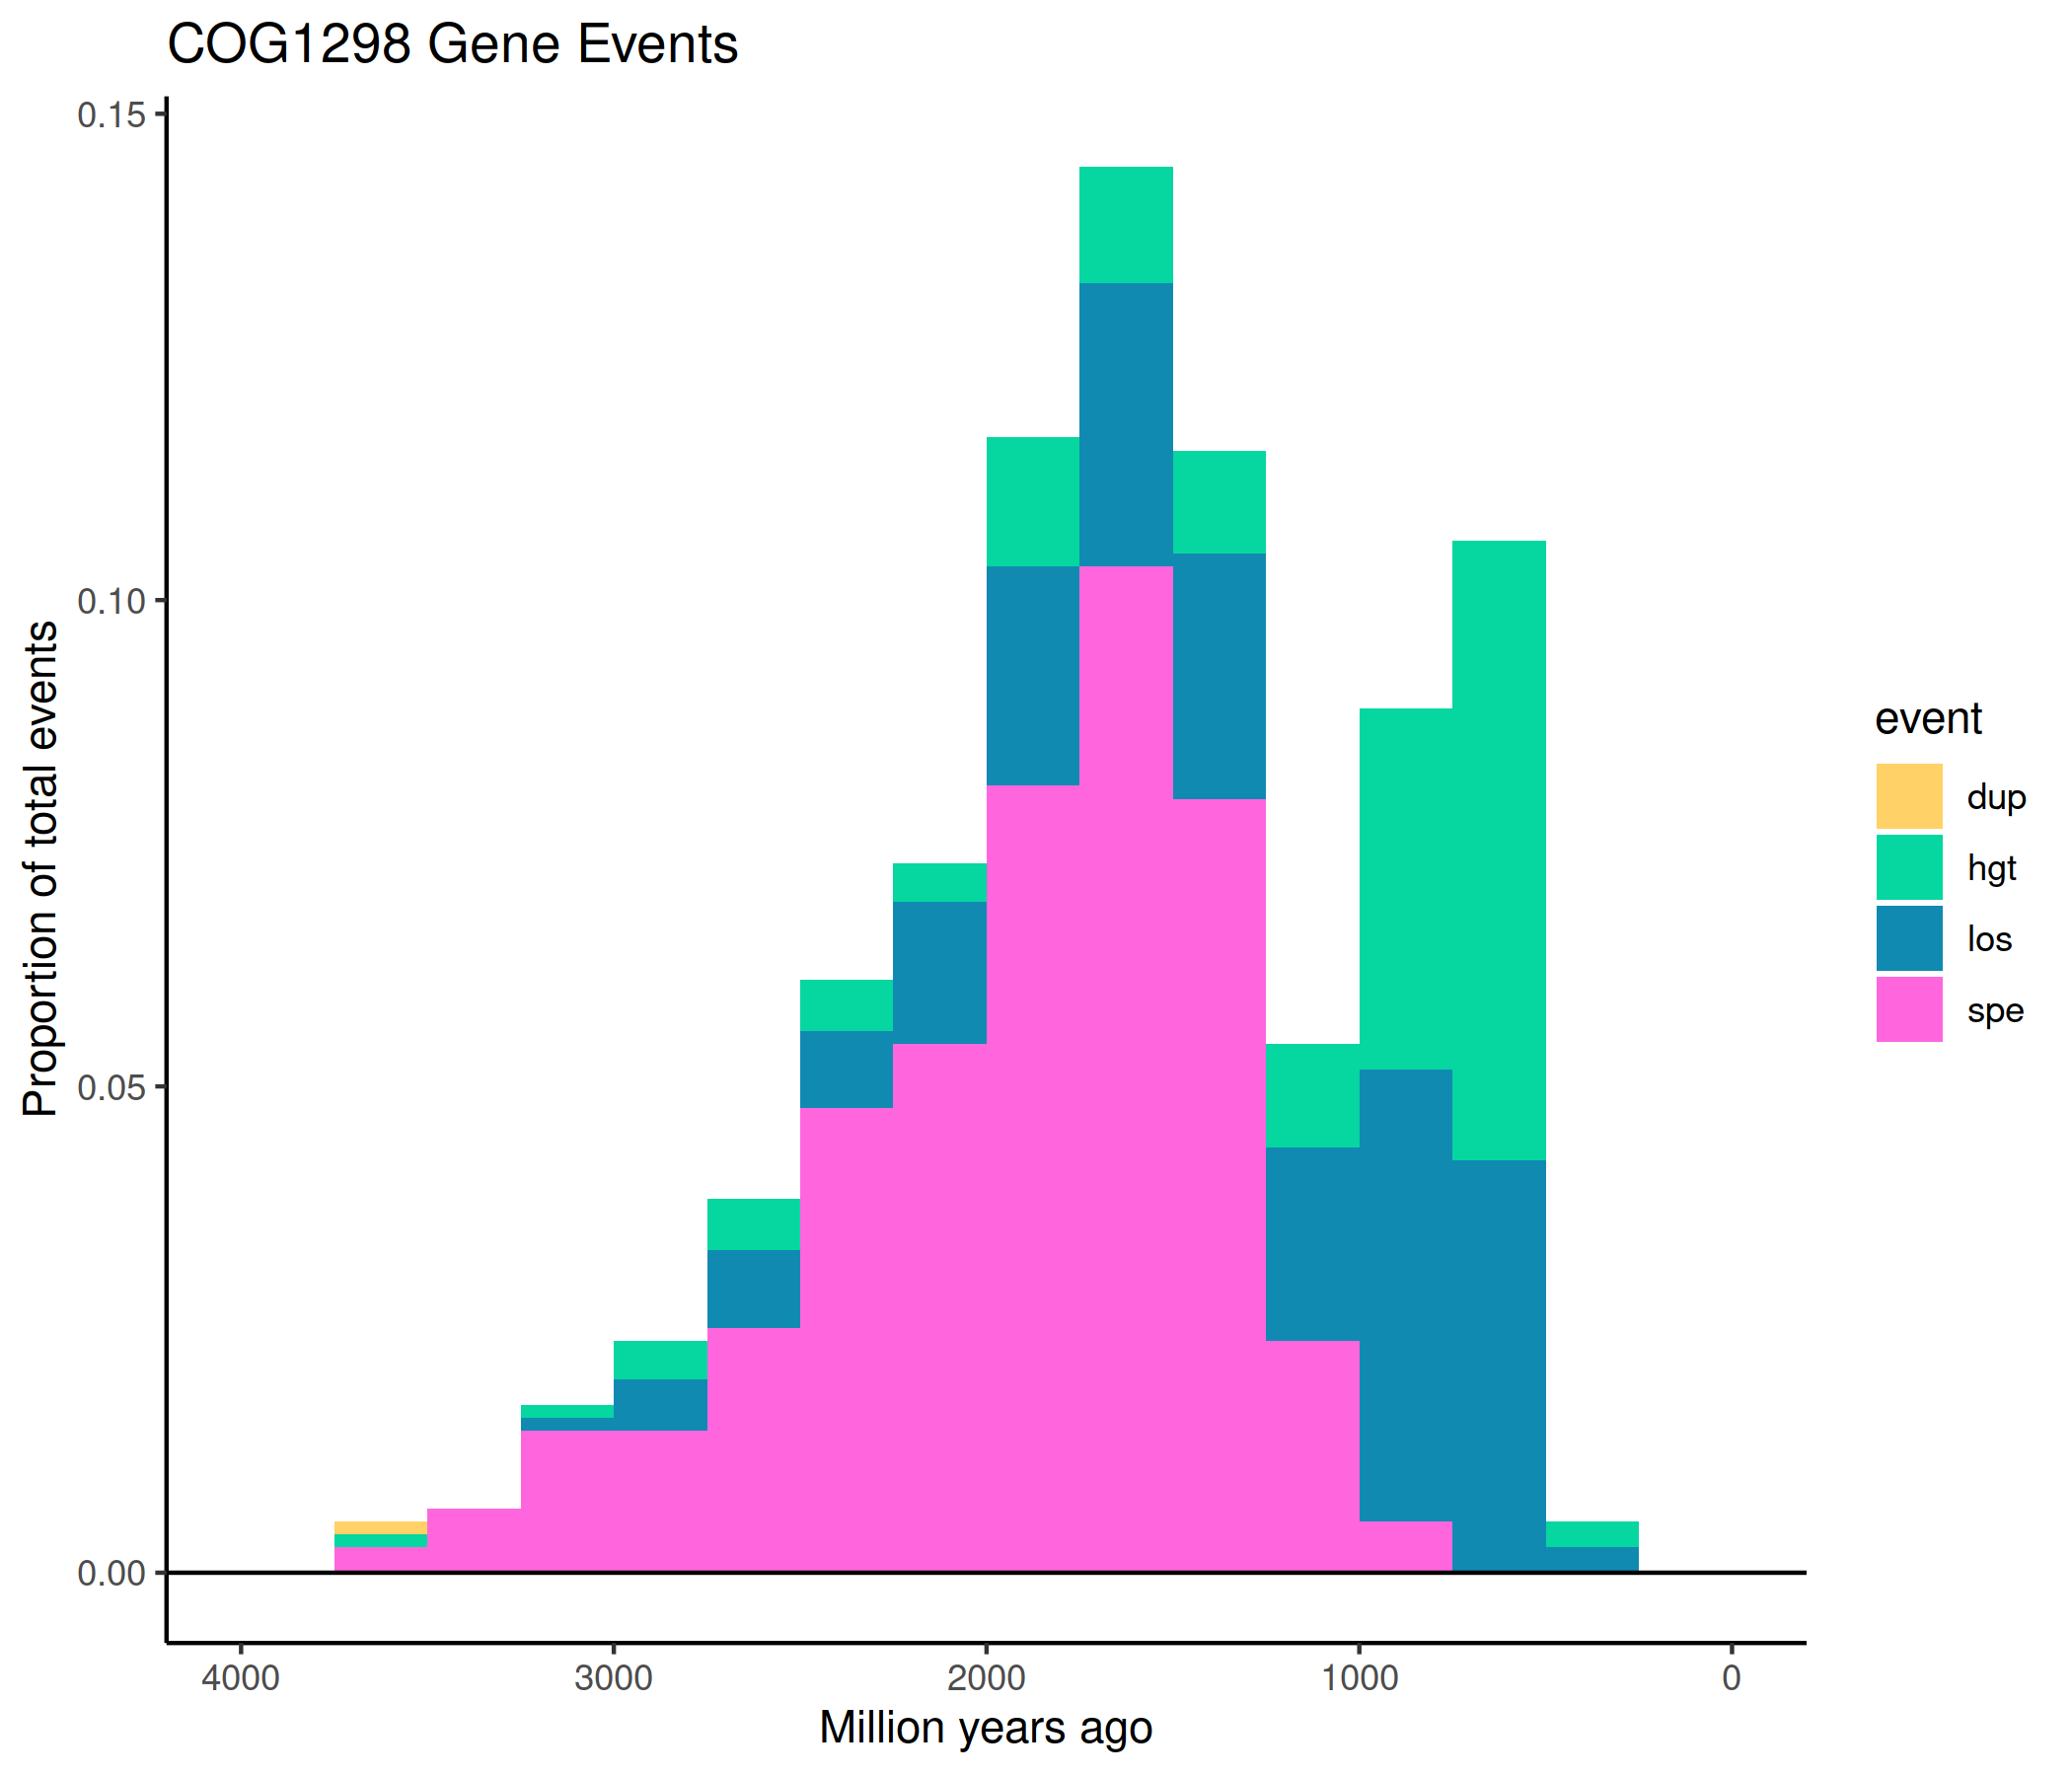 COG1298 Gene Events
0.15
0.10
0.05
0.00
Proportion of total events
4000 3000 2000 1000 0
Million years ago
event
dup
hgt
los
spe